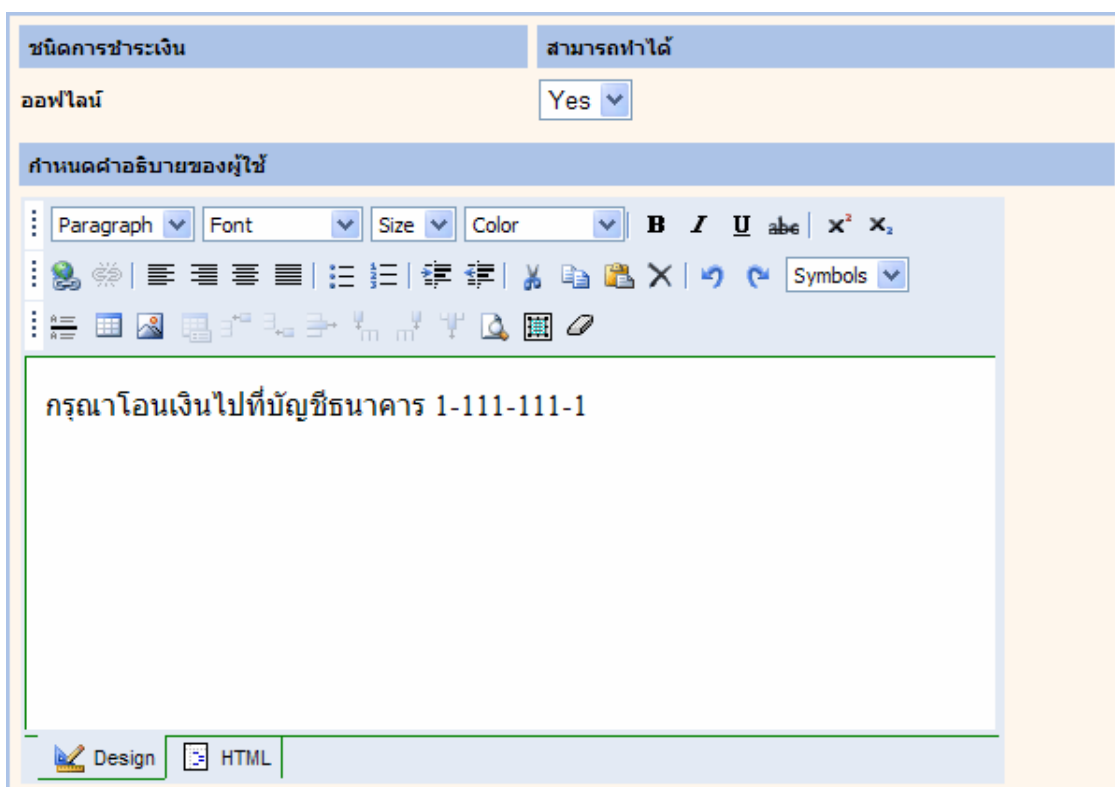 ชนิดการชำระเงิน สามารถทำได้
ออฟไลน์ Yes
กำหนดคำอธิบายของผู้ใช้
Paragraph Font Size Color B I U abc x² x₂
Symbols
กรุณาโอนเงินไปที่บัญชีธนาคาร 1-111-111-1
Design HTML